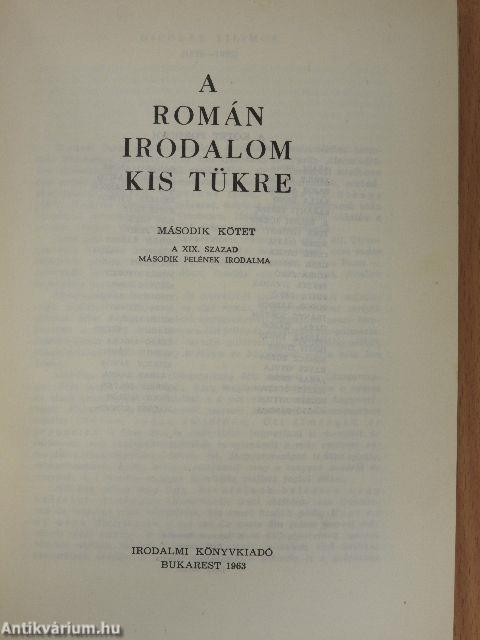 A
ROMÁN
IRODALOM
KIS TÜKRE
MÁSODIK KÖTET
A XIX. SZÁZAD
MÁSODIK FELÉNEK IRODALMA
IRODALMI KÖNYVKIADÓ
BUKAREST 1963
Antikvárium.hu